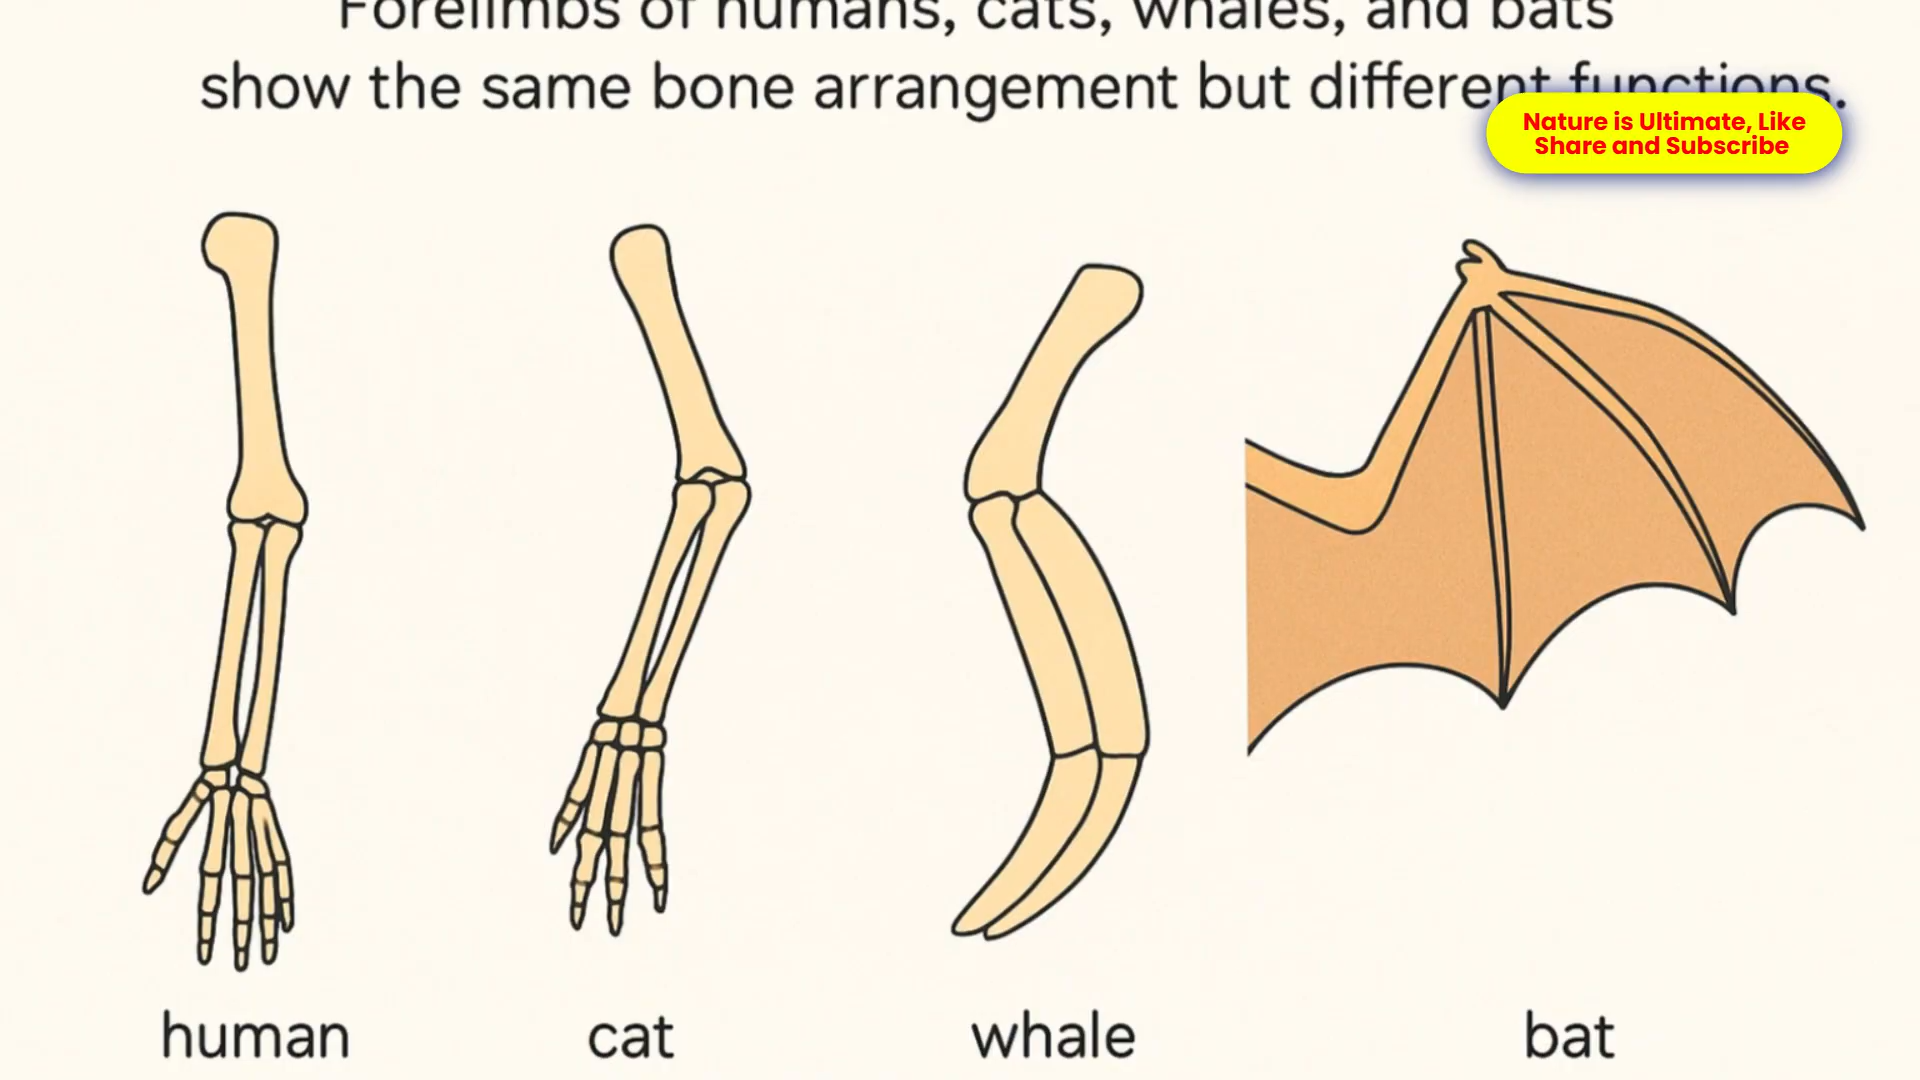 Forelimbs of humans, cats, whales, and bats
show the same bone arrangement but different functions.
Nature is Ultimate, Like
Share and Subscribe
human
cat
whale
bat